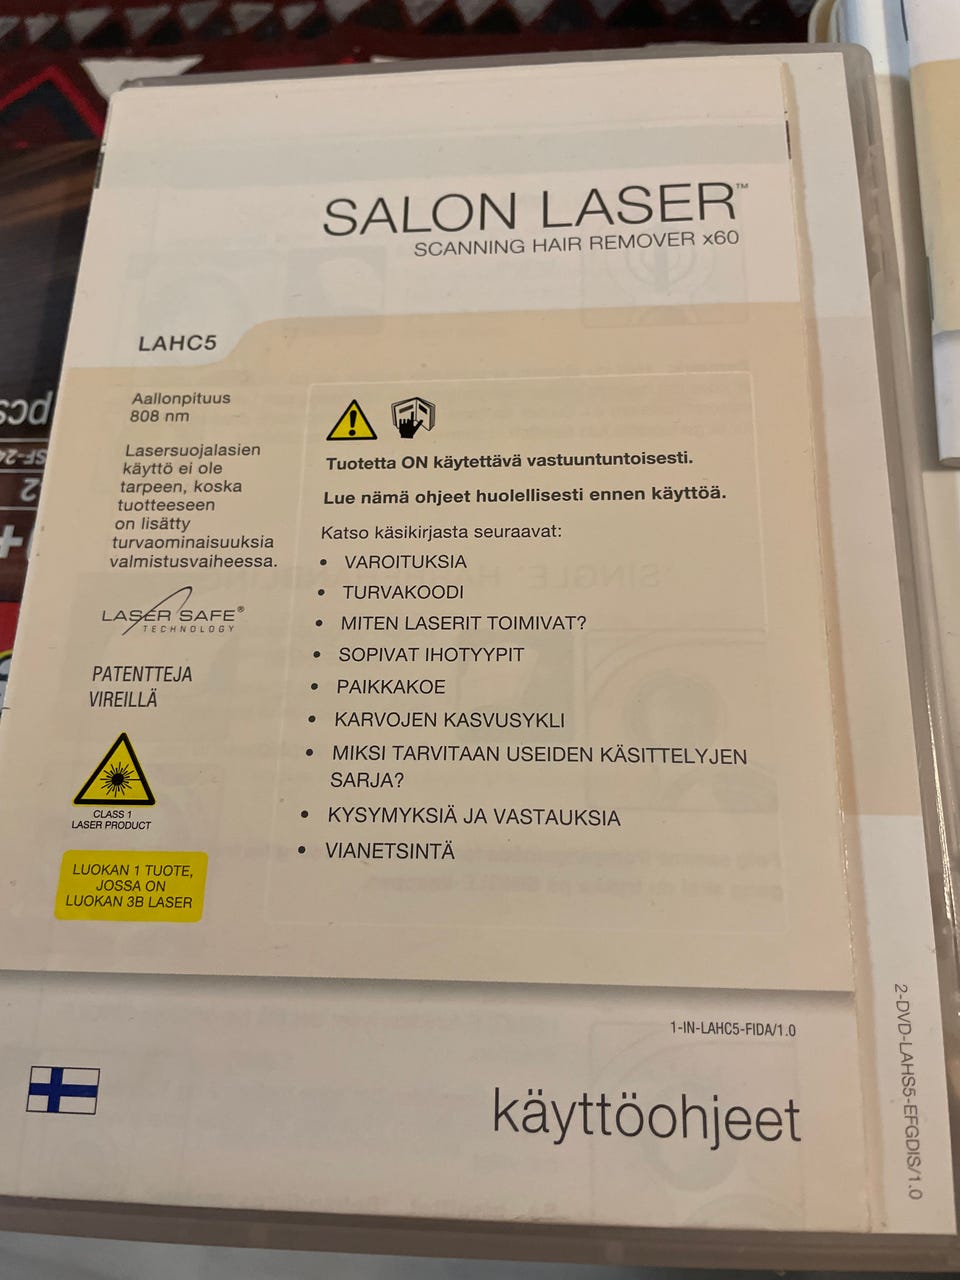 SALON LASER™
SCANNING HAIR REMOVER x60
LAHC5
Aallonpituus
808 nm
Lasersuojalasien
käyttö ei ole
tarpeen, koska
tuotteeseen
on lisätty
turvaominaisuuksia
valmistusvaiheessa.
LASER SAFE®
TECHNOLOGY
PATENTTEJA
VIREILLÄ
CLASS 1
LASER PRODUCT
LUOKAN 1 TUOTE,
JOSSA ON
LUOKAN 3B LASER
Tuotetta ON käytettävä vastuuntuntoisesti.
Lue nämä ohjeet huolellisesti ennen käyttöä.
Katso käsikirjasta seuraavat:
• VAROITUKSIA
• TURVAKOODI
• MITEN LASERIT TOIMIVAT?
• SOPIVAT IHOTYYPIT
• PAIKKAKOE
• KARVOJEN KASVUSYKLI
• MIKSI TARVITAAN USEIDEN KÄSITTELYJEN
SARJA?
• KYSYMYKSIÄ JA VASTAUKSIA
• VIANETSINTÄ
1-IN-LAHC5-FIDA/1.0
käyttöohjeet
2-DVD-LAHS5-EFGDIS/1.0
pcs